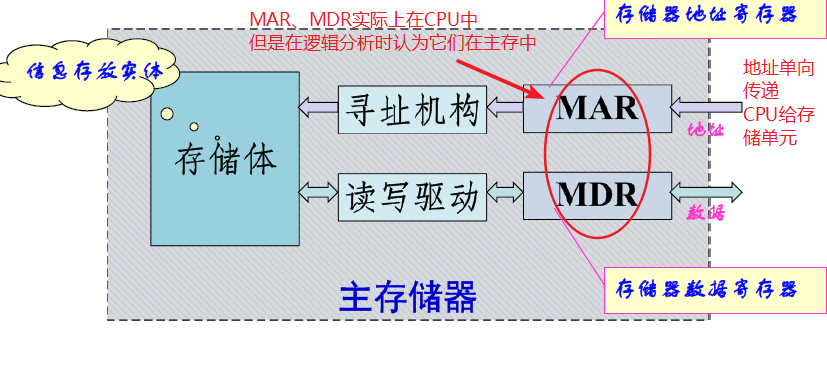 MAR、MDR实际上在CPU中
但是在逻辑分析时认为它们在主存中
存储器地址寄存器
信息存放实体
地址单向
传递
CPU给存
储单元
寻址机构
MAR
地址
存储体
读写驱动
MDR
数据
主存储器
存储器数据寄存器